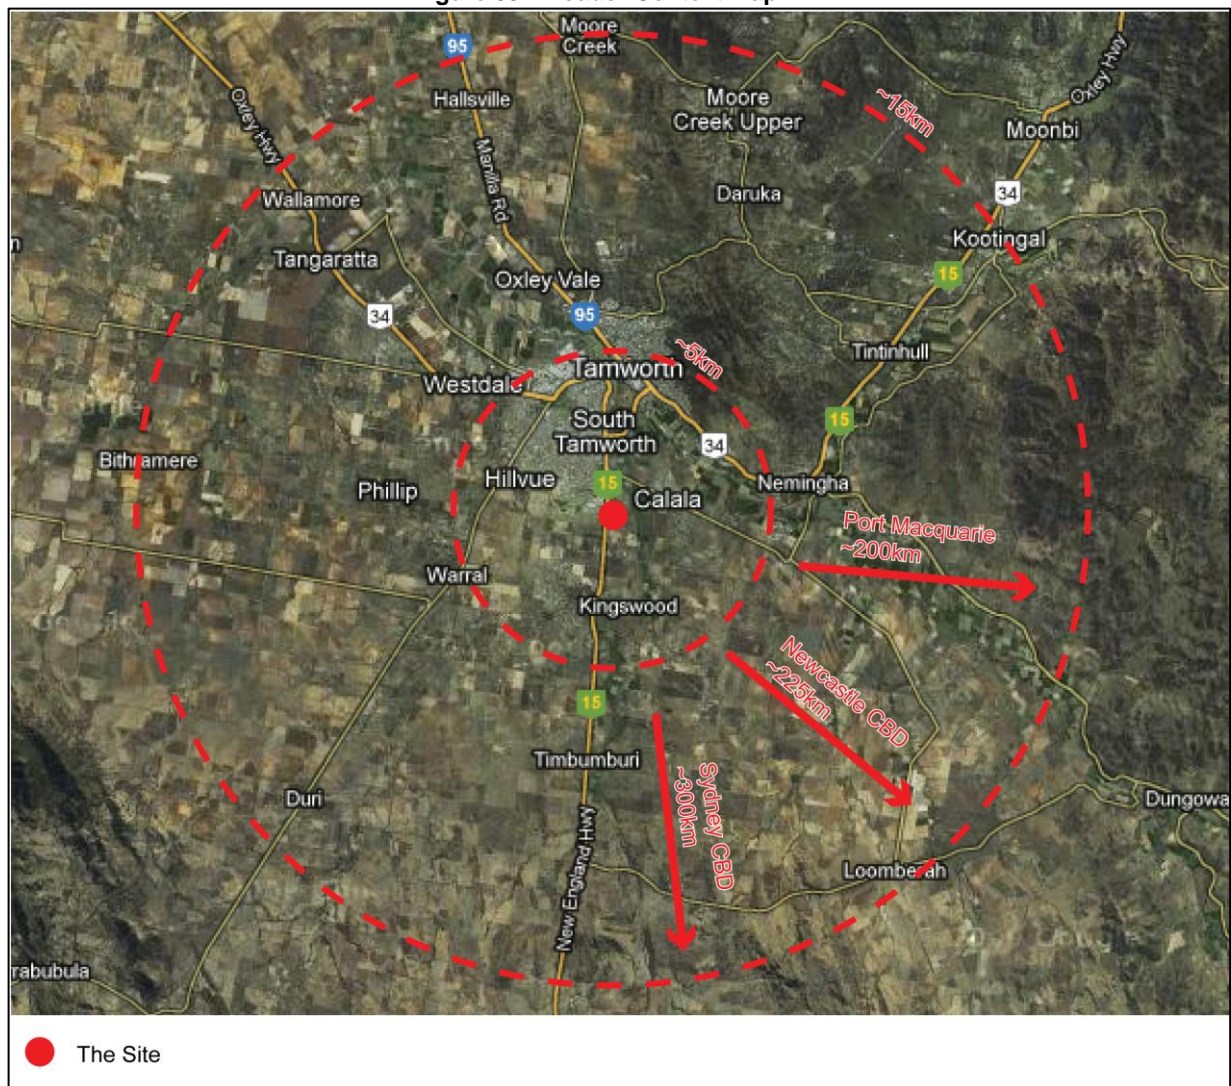 Moore
Creek
95
Hallsville
Oxley Hwy
Oxley Hwy
~15km
Moore
Creek Upper
Moonbi
Manilla Rd
Wallamore
Daruka
34
Kootingal
Tangaratta
Oxley Vale
15
34
95
Tintinhull
~5km
Tamworth
Westdale
South
Tamworth
15
34
Bithramere
Hillvue
Phillip
15
Nemingha
Calala
Port Macquarie
~200km
Warral
Kingswood
Newcastle CBD
~225km
15
Timbumburi
Sydney CBD
~300km
Duri
Dungowa
Loomberah
New England Hwy
rrabubula
The Site